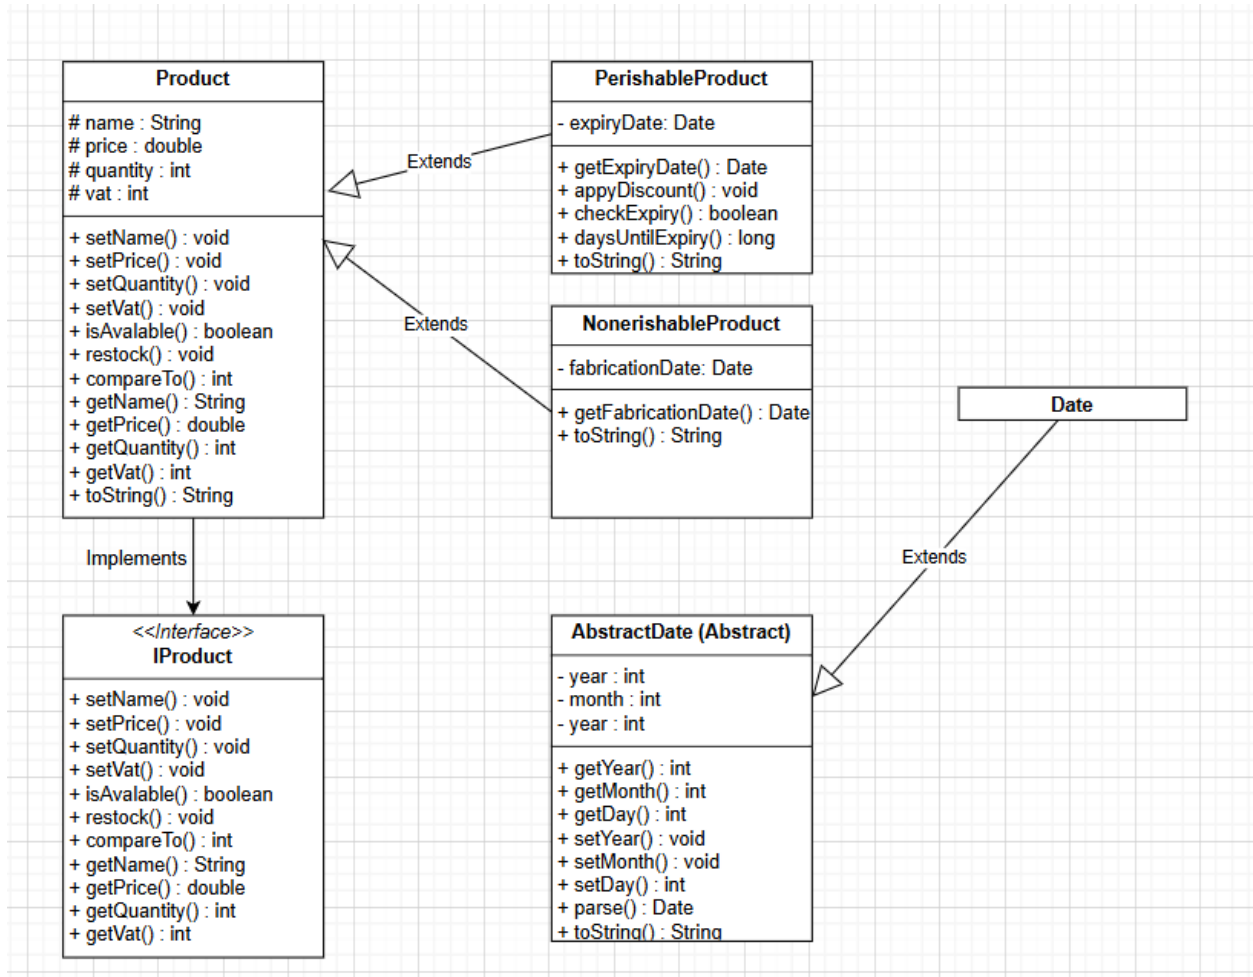 Product
# name : String
# price : double
# quantity : int
# vat : int
+ setName() : void
+ setPrice() : void
+ setQuantity() : void
+ setVat() : void
+ isAvalable() : boolean
+ restock() : void
+ compareTo() : int
+ getName() : String
+ getPrice() : double
+ getQuantity() : int
+ getVat() : int
+ toString() : String
Extends
Extends
PerishableProduct
- expiryDate: Date
+ getExpiryDate() : Date
+ appyDiscount() : void
+ checkExpiry() : boolean
+ daysUntilExpiry() : long
+ toString() : String
NonerishableProduct
- fabricationDate: Date
+ getFabricationDate() : Date
+ toString() : String
Date
Implements
Extends
<<Interface>>
IProduct
+ setName() : void
+ setPrice() : void
+ setQuantity() : void
+ setVat() : void
+ isAvalable() : boolean
+ restock() : void
+ compareTo() : int
+ getName() : String
+ getPrice() : double
+ getQuantity() : int
+ getVat() : int
AbstractDate (Abstract)
- year : int
- month : int
- year : int
+ getYear() : int
+ getMonth() : int
+ getDay() : int
+ setYear() : void
+ setMonth() : void
+ setDay() : int
+ parse() : Date
+ toString() : String